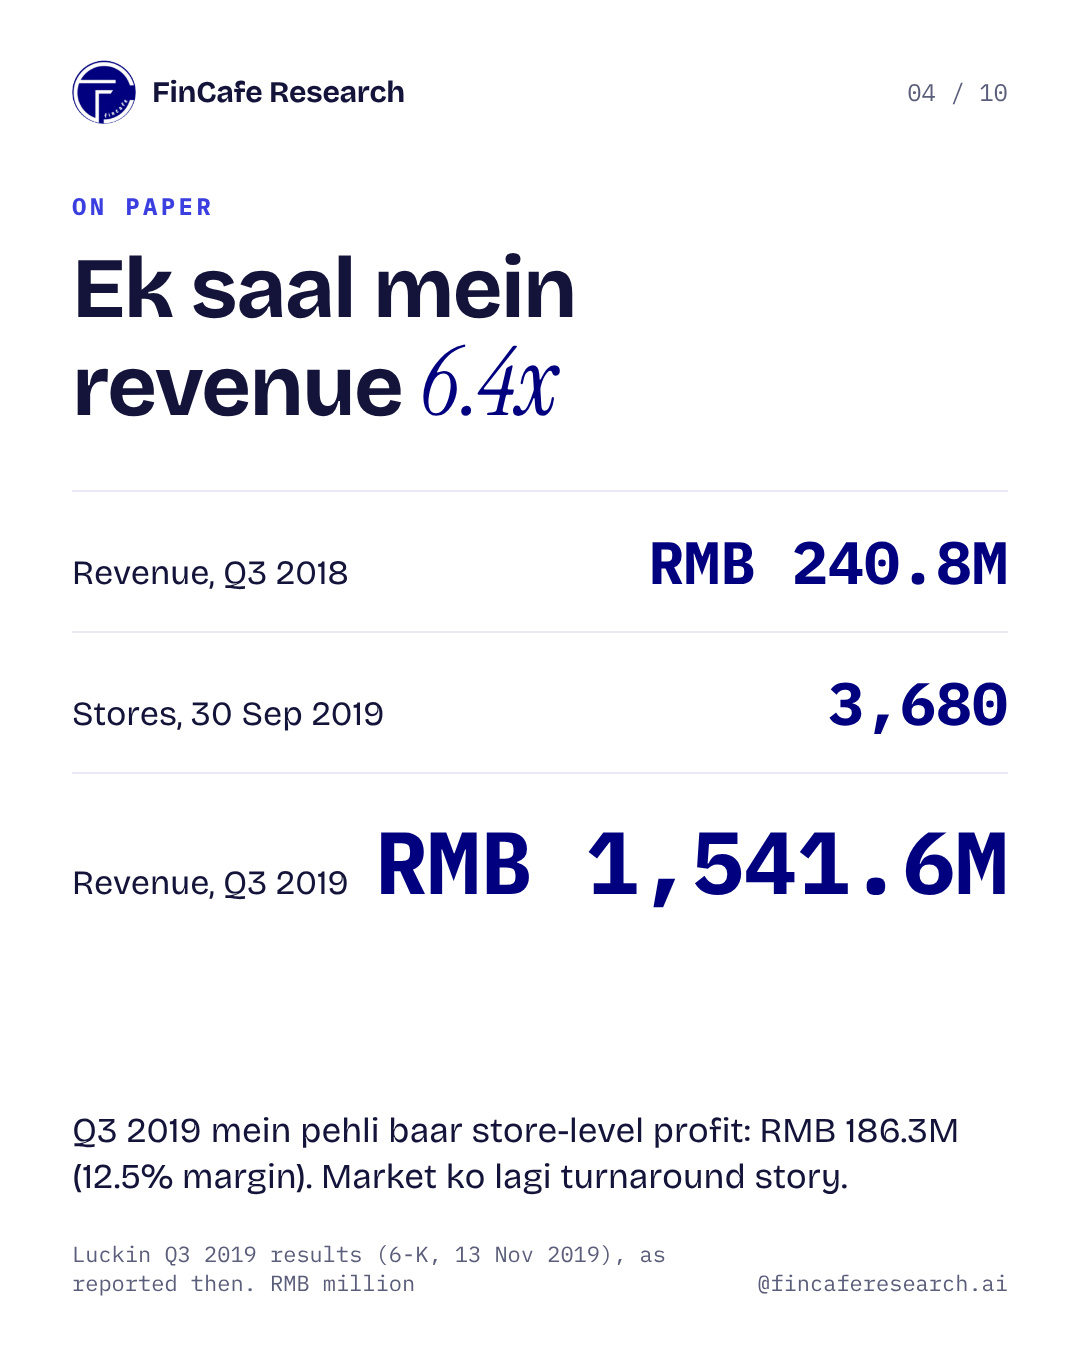 FinCafe Research
04 / 10
ON PAPER
Ek saal mein
revenue 6.4x
Revenue, Q3 2018 RMB 240.8M
Stores, 30 Sep 2019 3,680
Revenue, Q3 2019 RMB 1,541.6M
Q3 2019 mein pehli baar store-level profit: RMB 186.3M
(12.5% margin). Market ko lagi turnaround story.
Luckin Q3 2019 results (6-K, 13 Nov 2019), as
reported then. RMB million
@fincaferesearch.ai